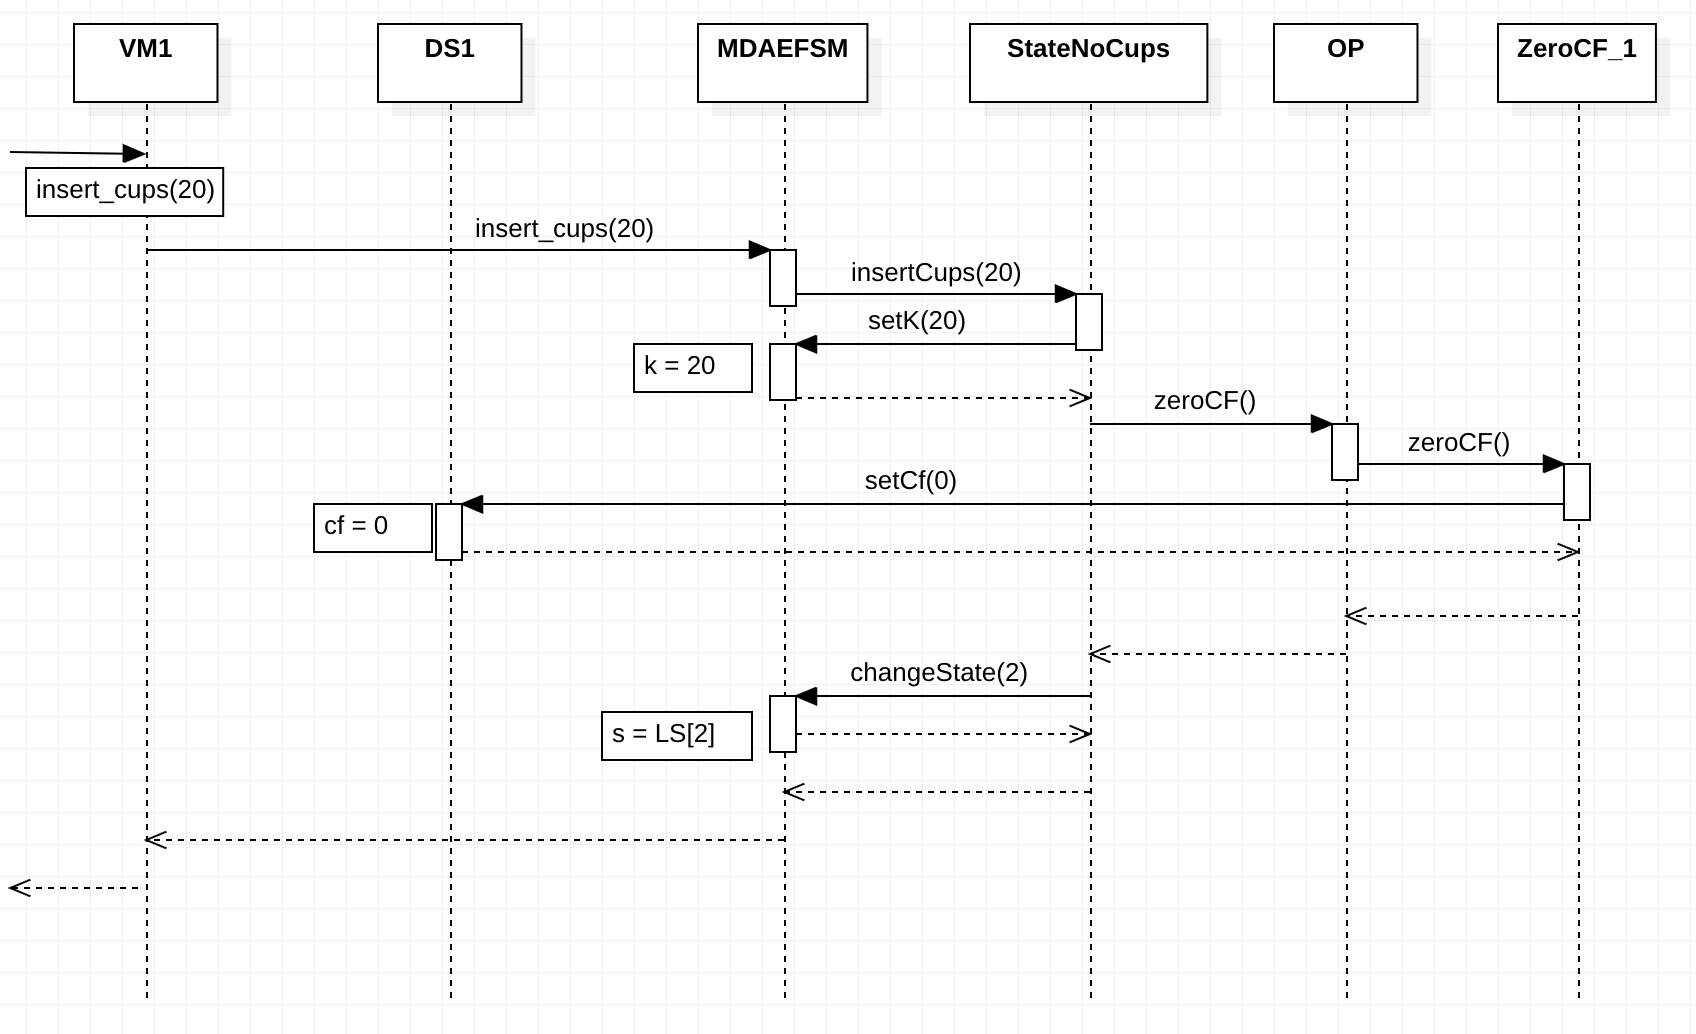 VM1
DS1
MDAEFSM
StateNoCups
OP
ZeroCF_1
insert_cups(20)
insert_cups(20)
insertCups(20)
setK(20)
k = 20
zeroCF()
zeroCF()
setCf(0)
cf = 0
changeState(2)
s = LS[2]